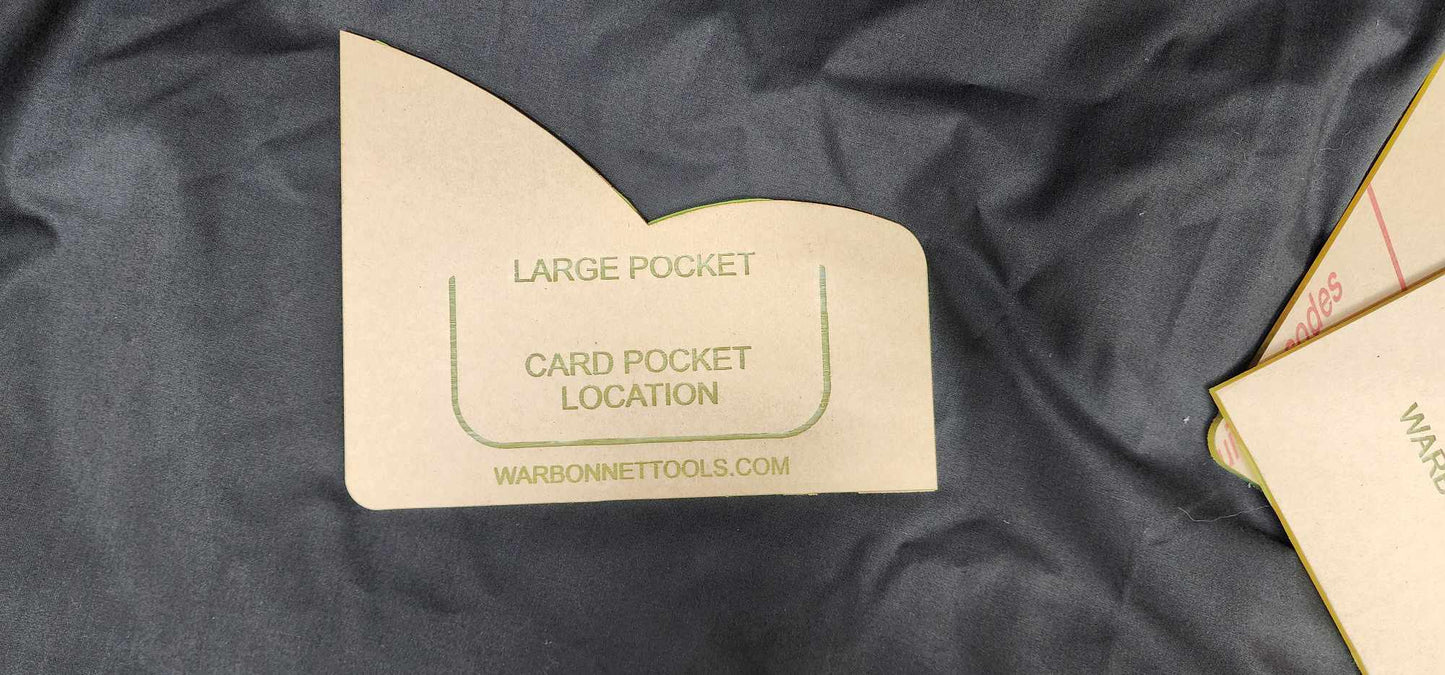 LARGE POCKET
CARD POCKET
LOCATION
WARBONNETTOOLS.COM